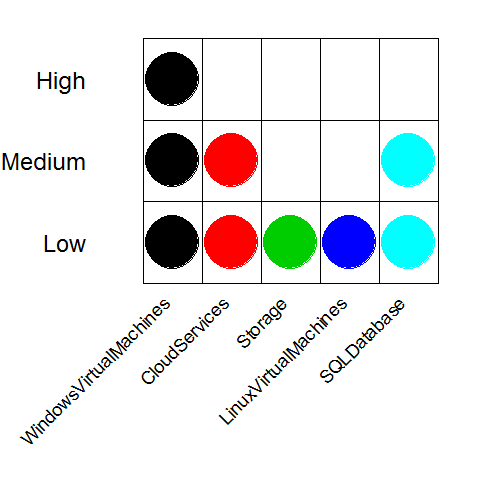 High
Medium
Low
WindowsVirtualMachines
CloudServices
Storage
LinuxVirtualMachines
SQLDatabase